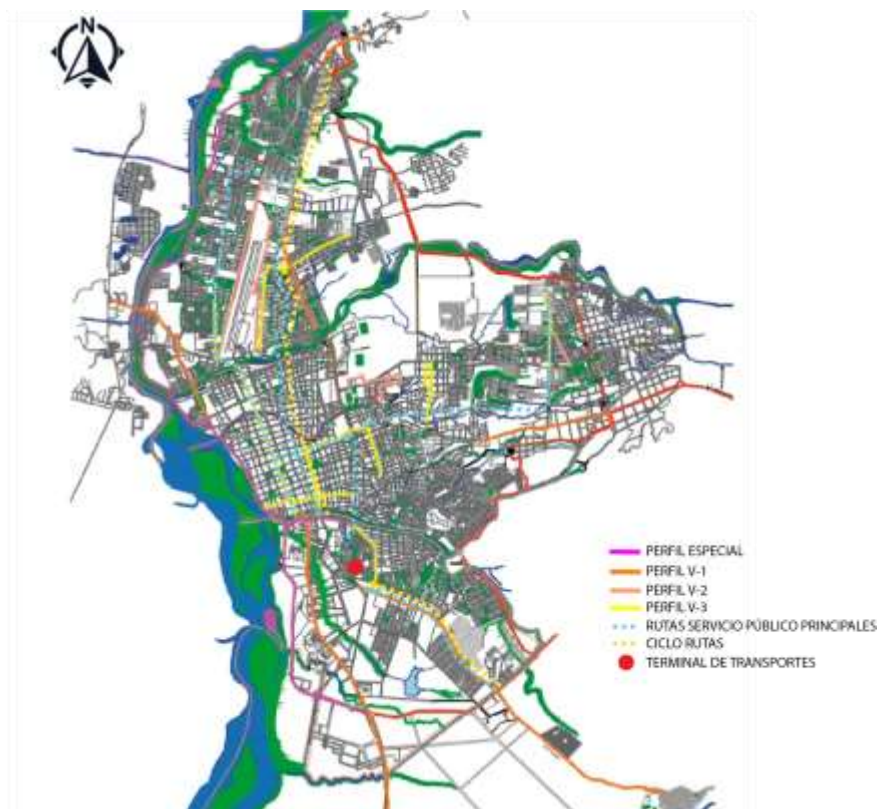 N
PERFIL ESPECIAL
PERFIL V-1
PERFIL V-2
PERFIL V-3
RUTAS SERVICIO PÚBLICO PRINCIPALES
CICLO RUTAS
TERMINAL DE TRANSPORTES